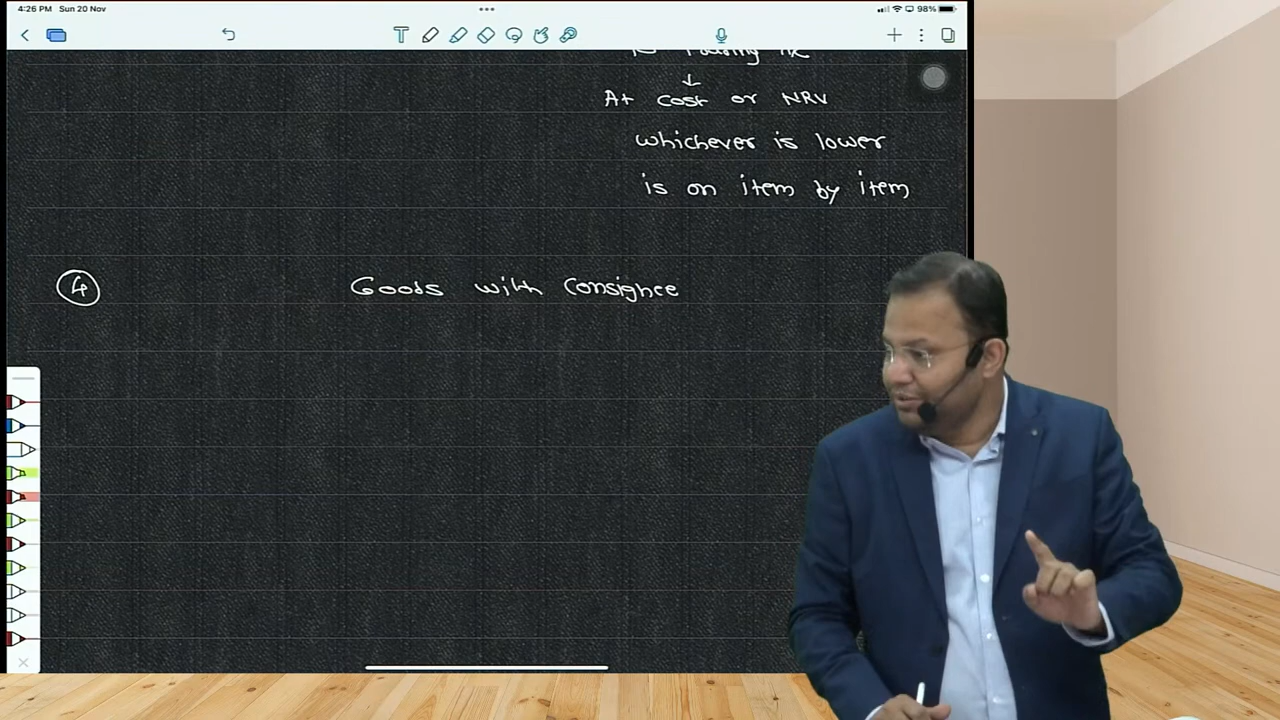 4:26 PM Sun 20 Nov
98%
T
At cost or NRV
whichever is lower
is on item by item
4 Goods with Consignee